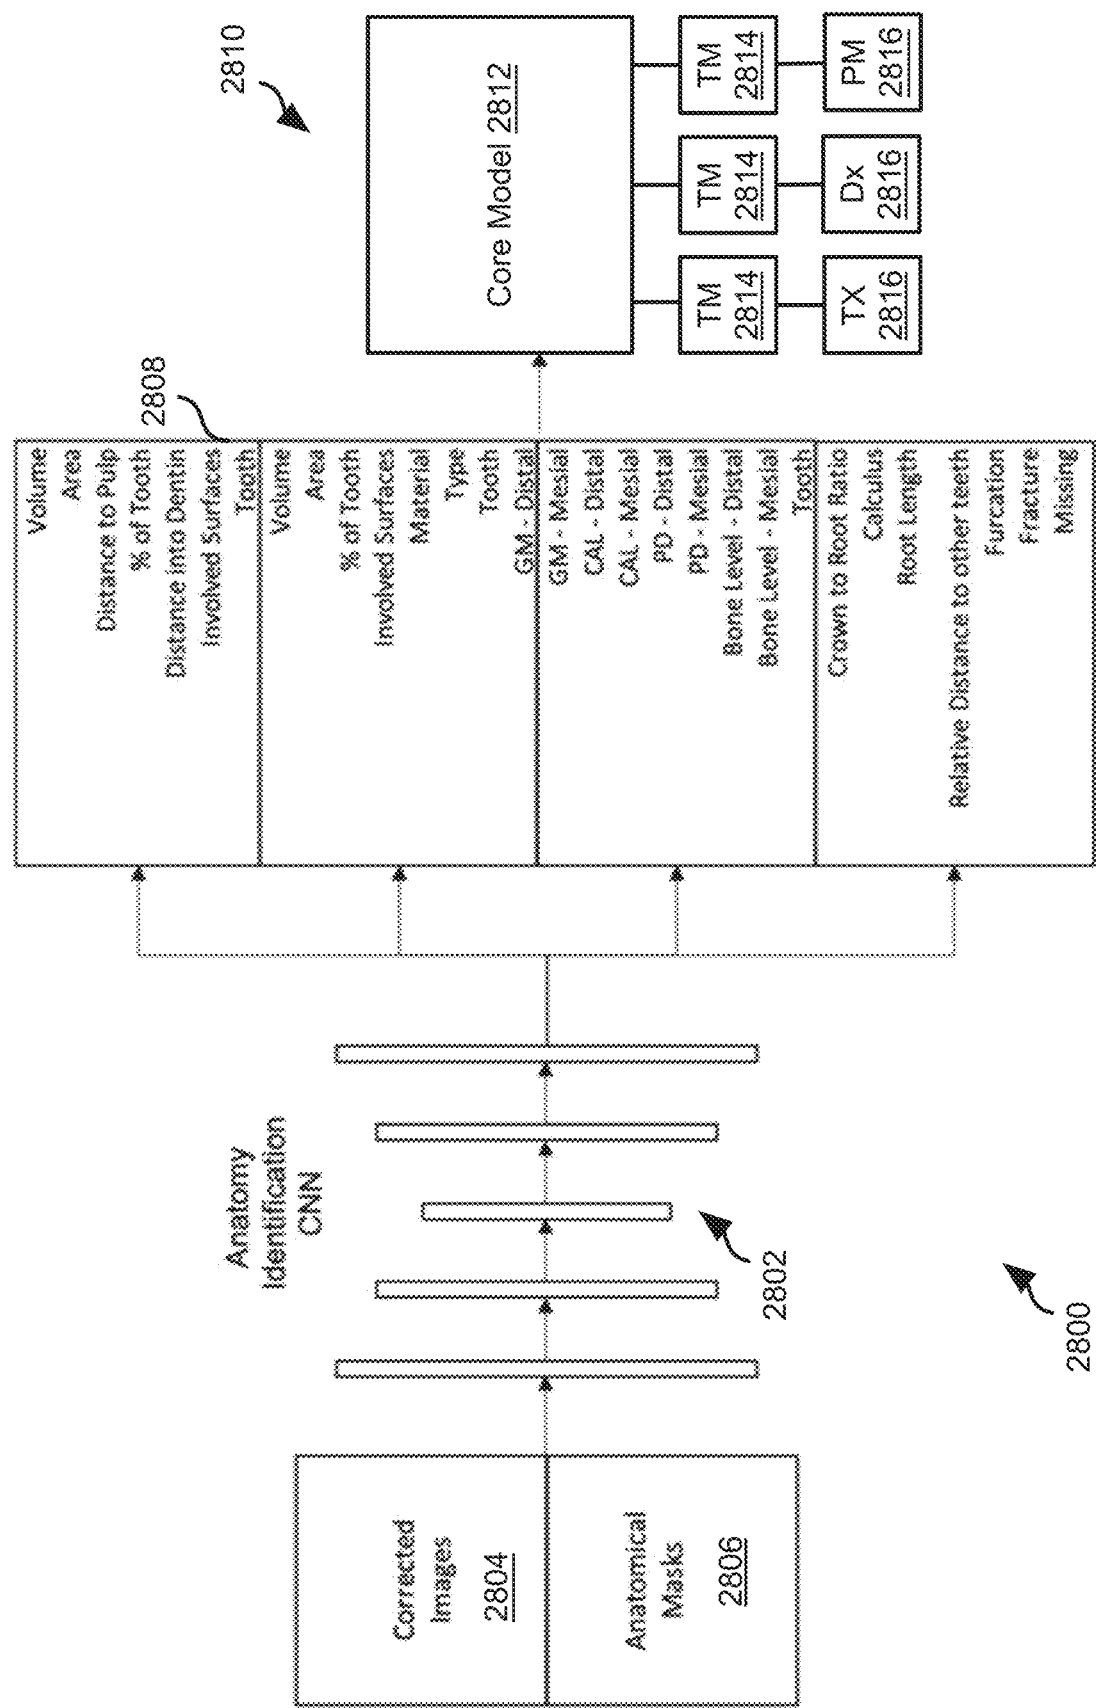 Corrected
Images
2804
Anatomical
Masks
2806
Anatomy
Identification
CNN
2802
2800
2808
Volume
Area
Distance to Pulp
% of Tooth
Distance into Dentin
Involved Surfaces
Tooth
Volume
Area
% of Tooth
Involved Surfaces
Material
Type
Tooth
GM - Distal
GM - Mesial
CAL - Distal
CAL - Mesial
PD - Distal
PD - Mesial
Bone Level - Distal
Bone Level - Mesial
Tooth
Crown to Root Ratio
Calculus
Root Length
Relative Distance to other teeth
Furcation
Fracture
Missing
2810
Core Model 2812
TM
2814
TM
2814
TM
2814
TX
2816
Dx
2816
PM
2816